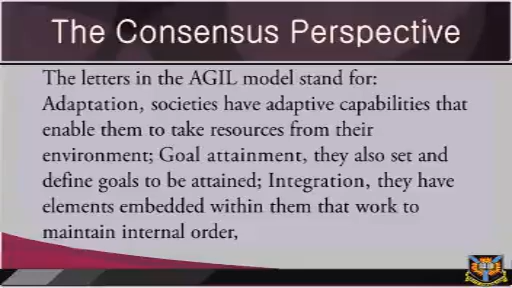 The Consensus Perspective
The letters in the AGIL model stand for:
Adaptation, societies have adaptive capabilities that
enable them to take resources from their
environment; Goal attainment, they also set and
define goals to be attained; Integration, they have
elements embedded within them that work to
maintain internal order,